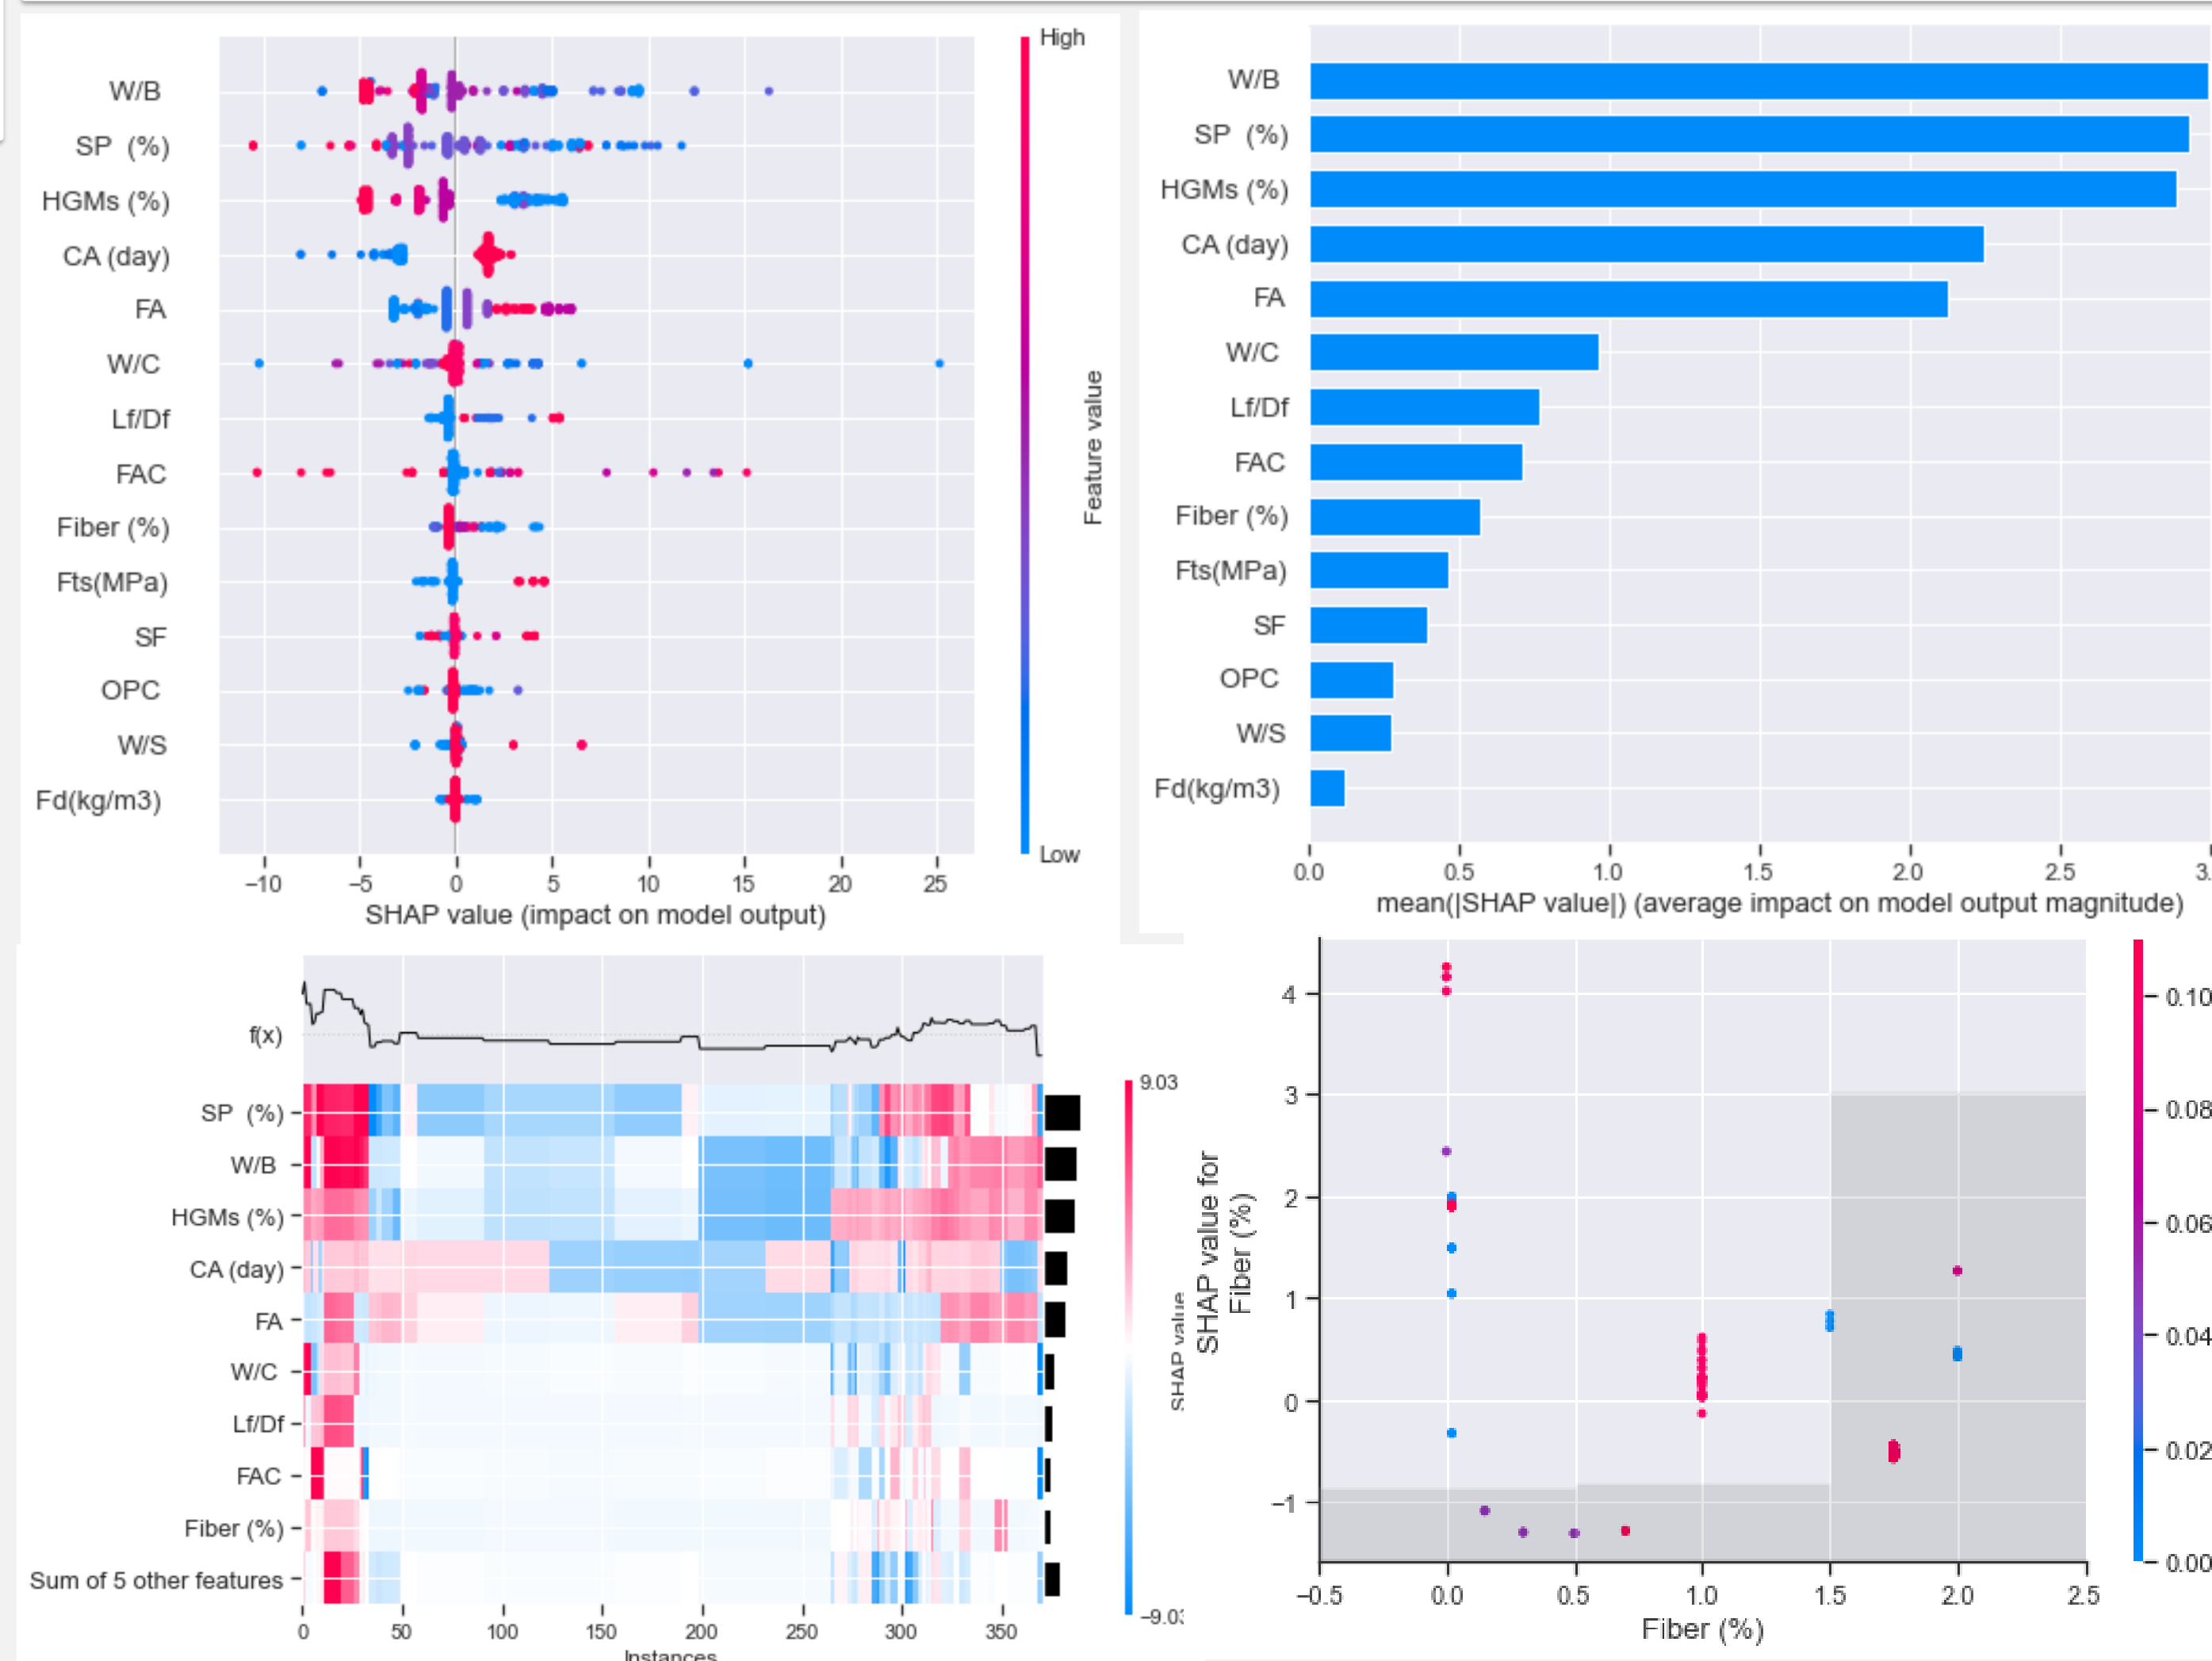 High
W/B
SP (%)
HGMs (%)
CA (day)
FA
W/C
Lf/Df
FAC
Fiber (%)
Fts(MPa)
SF
OPC
W/S
Fd(kg/m3)
Feature value
Low
−10 −5 0 5 10 15 20 25
SHAP value (impact on model output)
W/B
SP (%)
HGMs (%)
CA (day)
FA
W/C
Lf/Df
FAC
Fiber (%)
Fts(MPa)
SF
OPC
W/S
Fd(kg/m3)
0.0 0.5 1.0 1.5 2.0 2.5 3.
mean(|SHAP value|) (average impact on model output magnitude)
f(x)
SP (%)
W/B
HGMs (%)
CA (day)
FA
W/C
Lf/Df
FAC
Fiber (%)
Sum of 5 other features
0 50 100 150 200 250 300 350
Instances
9.03
SHAP value
−9.03
4
3
2
1
0
−1
SHAP value for
Fiber (%)
−0.5 0.0 0.5 1.0 1.5 2.0 2.5
Fiber (%)
0.10
0.08
0.06
0.04
0.02
0.00